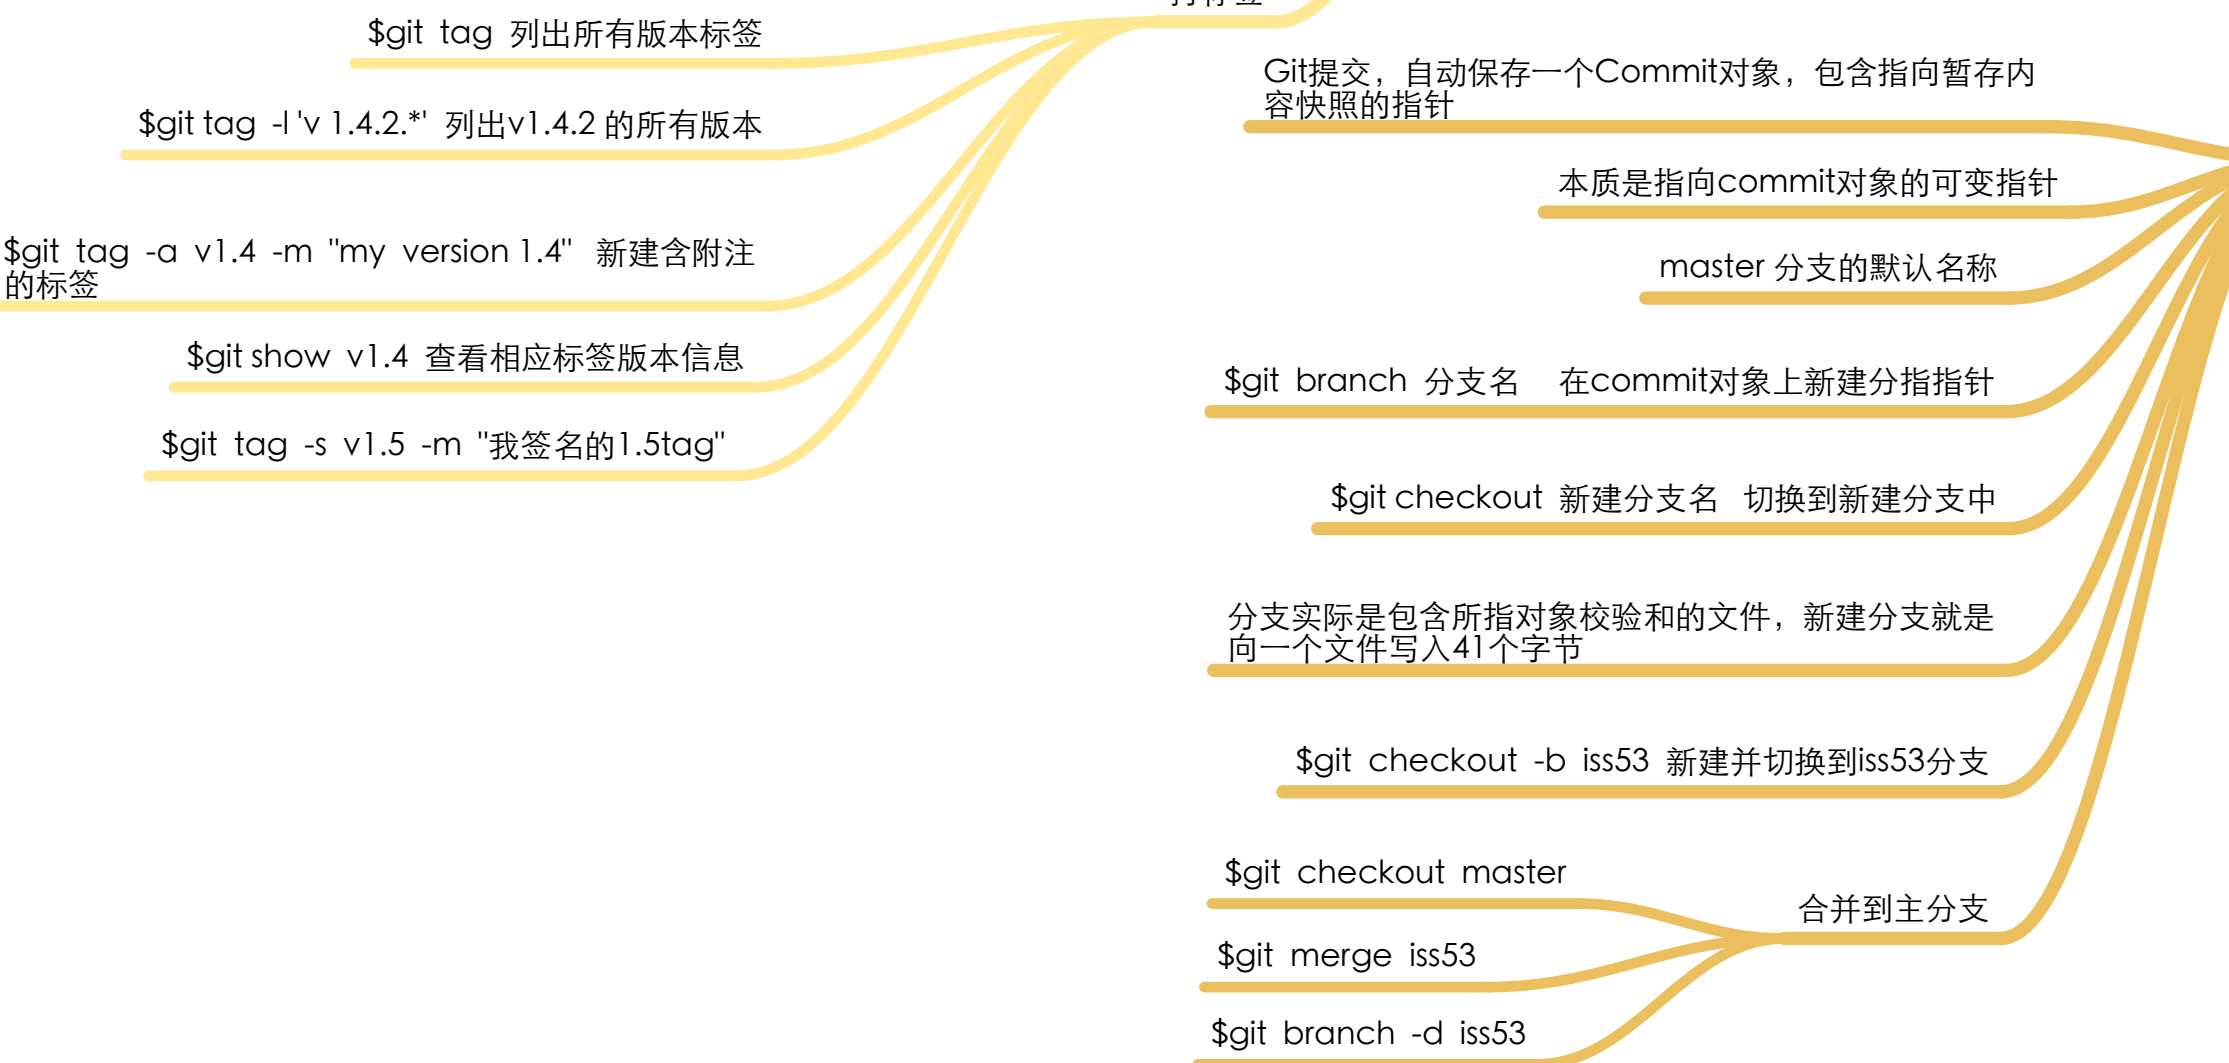 打标签
$git tag 列出所有版本标签
$git tag -l 'v 1.4.2.*' 列出v1.4.2 的所有版本
$git tag -a v1.4 -m "my version 1.4" 新建含附注
的标签
$git show v1.4 查看相应标签版本信息
$git tag -s v1.5 -m "我签名的1.5tag"
Git提交，自动保存一个Commit对象，包含指向暂存内
容快照的指针
本质是指向commit对象的可变指针
master 分支的默认名称
$git branch 分支名 在commit对象上新建分指指针
$git checkout 新建分支名 切换到新建分支中
分支实际是包含所指对象校验和的文件，新建分支就是
向一个文件写入41个字节
$git checkout -b iss53 新建并切换到iss53分支
合并到主分支
$git checkout master
$git merge iss53
$git branch -d iss53